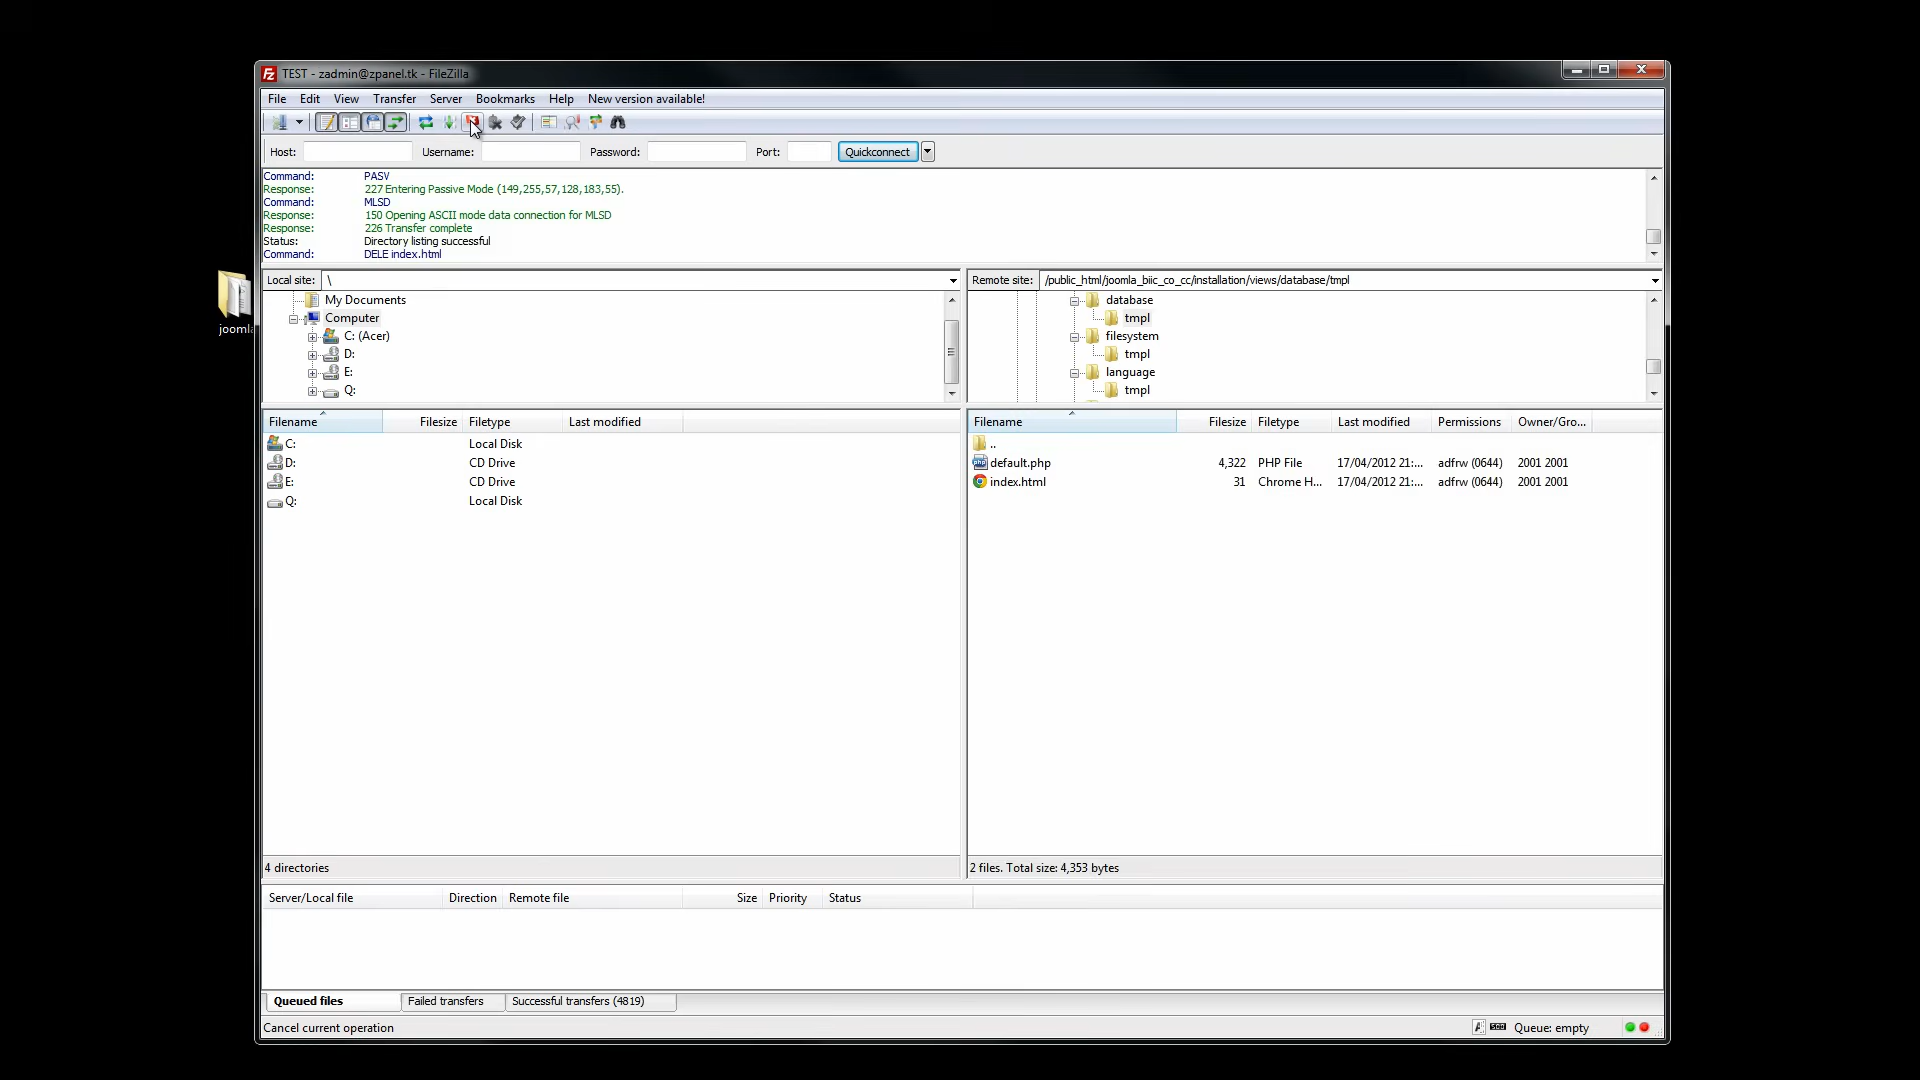 TEST - zadmin@zpanel.tk - FileZilla
File Edit View Transfer Server Bookmarks Help New version available!
Host: Username: Password: Port: Quickconnect
Command: PASV
Response: 227 Entering Passive Mode (149,255,57,128,183,55).
Command: MLSD
Response: 150 Opening ASCII mode data connection for MLSD
Response: 226 Transfer complete
Status: Directory listing successful
Command: DELE index.html
Local site: \
My Documents
Computer
C: (Acer)
D:
E:
Q:
Remote site: /public_html/joomla_biic_co_cc/installation/views/database/tmpl
database
tmpl
filesystem
tmpl
language
tmpl
joomla
Filename Filesize Filetype Last modified
C: Local Disk
D: CD Drive
E: CD Drive
Q: Local Disk
4 directories
Filename Filesize Filetype Last modified Permissions Owner/Gro...
..
default.php 4,322 PHP File 17/04/2012 21:... adfrw (0644) 2001 2001
index.html 31 Chrome H... 17/04/2012 21:... adfrw (0644) 2001 2001
2 files. Total size: 4,353 bytes
Server/Local file Direction Remote file Size Priority Status
Queued files Failed transfers Successful transfers (4819)
Cancel current operation Queue: empty